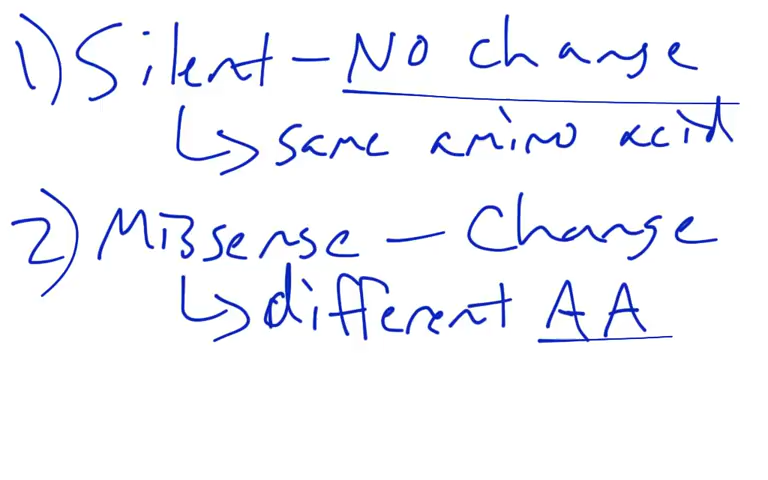 1) Silent - No change
↳ same amino acid
2) Missense - Change
↳ different AA